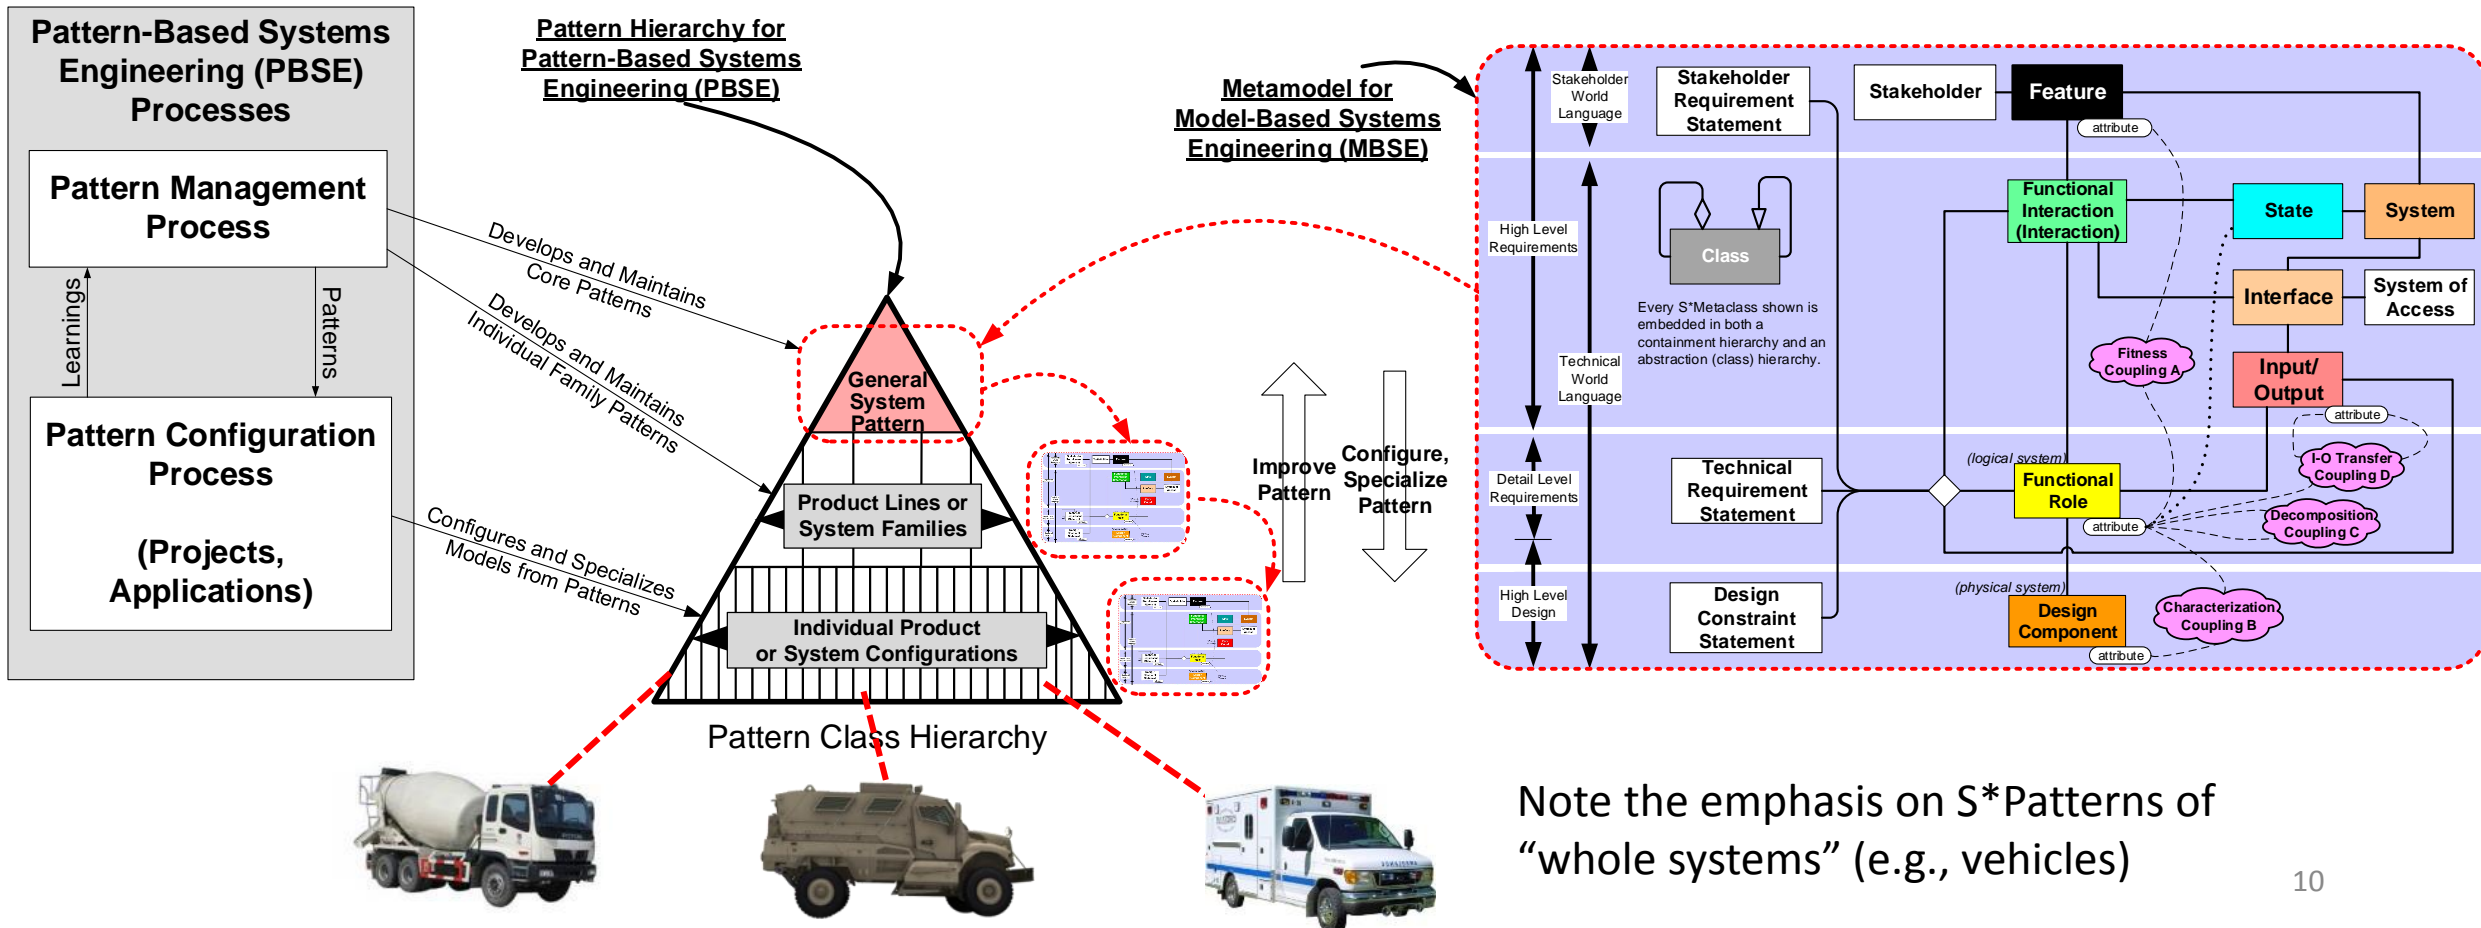 Pattern-Based Systems
Engineering (PBSE)
Processes
Pattern Management
Process
Learnings
Patterns
Pattern Configuration
Process
(Projects,
Applications)
Pattern Hierarchy for
Pattern-Based Systems
Engineering (PBSE)
Develops and Maintains
Core Patterns
Develops and Maintains
Individual Family Patterns
Configures and Specializes
Models from Patterns
General
System
Pattern
Product Lines or
System Families
Individual Product
or System Configurations
Pattern Class Hierarchy
Improve
Pattern
Configure,
Specialize
Pattern
Metamodel for
Model-Based Systems
Engineering (MBSE)
Stakeholder
World
Language
High Level
Requirements
Technical
World
Language
Detail Level
Requirements
High Level
Design
Stakeholder
Requirement
Statement
Stakeholder
Feature
attribute
Class
Every S*Metaclass shown is
embedded in both a
containment hierarchy and an
abstraction (class) hierarchy.
Functional
Interaction
(Interaction)
State
System
Interface
System of
Access
Fitness
Coupling A
Input/
Output
attribute
Technical
Requirement
Statement
(logical system)
Functional
Role
attribute
I-O Transfer
Coupling D
Decomposition
Coupling C
Design
Constraint
Statement
(physical system)
Design
Component
attribute
Characterization
Coupling B
Note the emphasis on S*Patterns of
“whole systems” (e.g., vehicles)
10